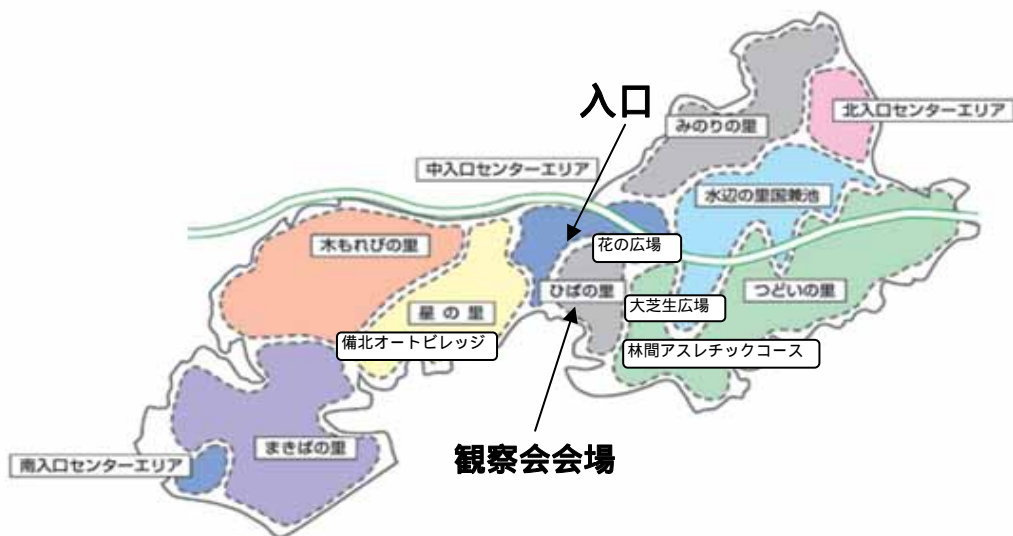 入口
みのりの里
北入口センターエリア
中入口センターエリア
水辺の里国兼池
木もれびの里
花の広場
ひばの里
つどいの里
大芝生広場
星の里
備北オートビレッジ
林間アスレチックコース
まきばの里
観察会会場
南入口センターエリア